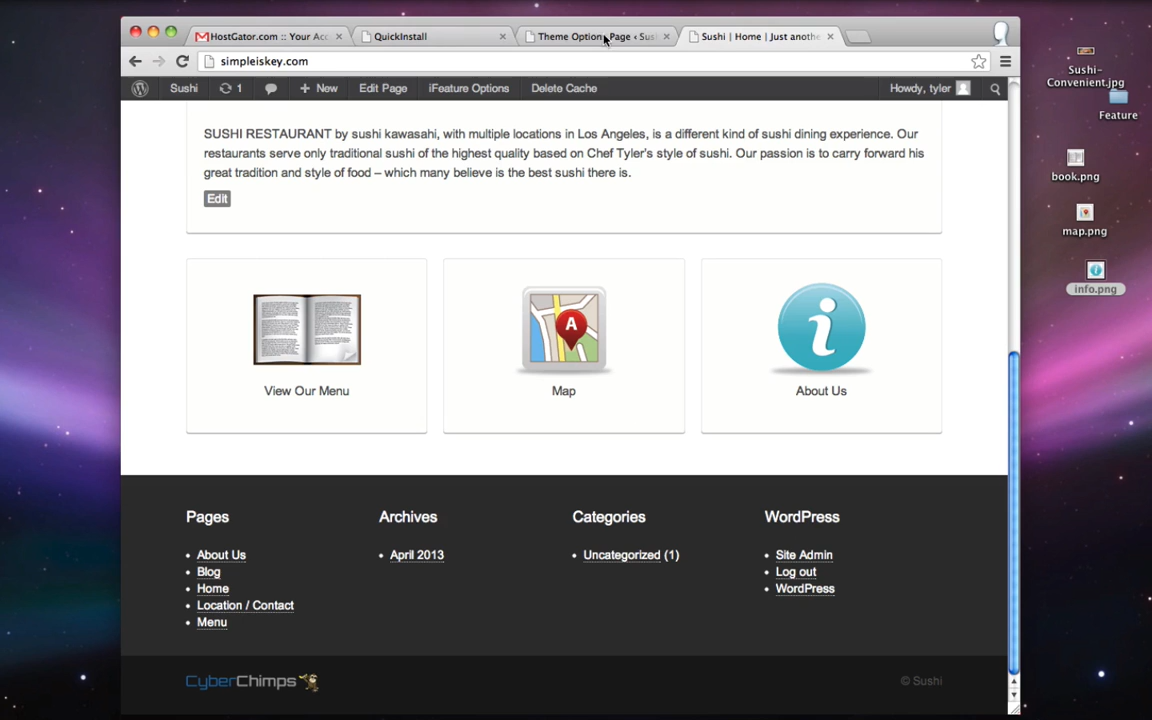 HostGator.com :: Your Acc
QuickInstall
Theme Options Page ‹ Sus
Sushi | Home | Just anothe
simpleiskey.com
Sushi
1
New
Edit Page
iFeature Options
Delete Cache
Howdy, tyler
SUSHI RESTAURANT by sushi kawasahi, with multiple locations in Los Angeles, is a different kind of sushi dining experience. Our
restaurants serve only traditional sushi of the highest quality based on Chef Tyler's style of sushi. Our passion is to carry forward his
great tradition and style of food – which many believe is the best sushi there is.
Edit
A
i
View Our Menu
Map
About Us
Pages
About Us
Blog
Home
Location / Contact
Menu
Archives
April 2013
Categories
Uncategorized (1)
WordPress
Site Admin
Log out
WordPress
CyberChimps
© Sushi
Sushi-
Convenient.jpg
Feature
book.png
map.png
info.png